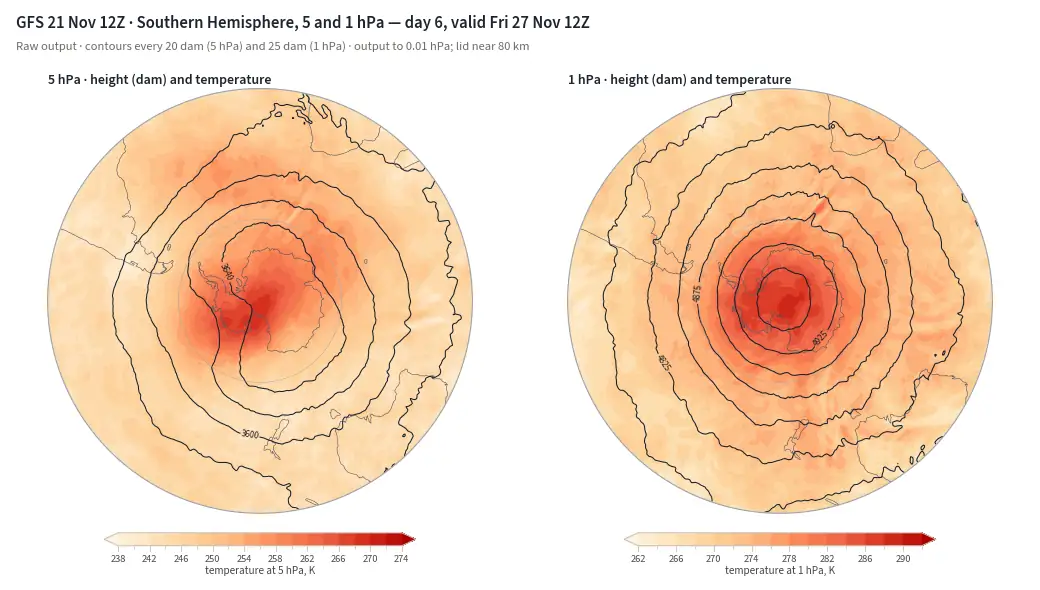 GFS 21 Nov 12Z · Southern Hemisphere, 5 and 1 hPa — day 6, valid Fri 27 Nov 12Z
Raw output · contours every 20 dam (5 hPa) and 25 dam (1 hPa) · output to 0.01 hPa; lid near 80 km
5 hPa · height (dam) and temperature
1 hPa · height (dam) and temperature
3640
3600
4875
4925
4825
238 242 246 250 254 258 262 266 270 274
temperature at 5 hPa, K
262 266 270 274 278 282 286 290
temperature at 1 hPa, K